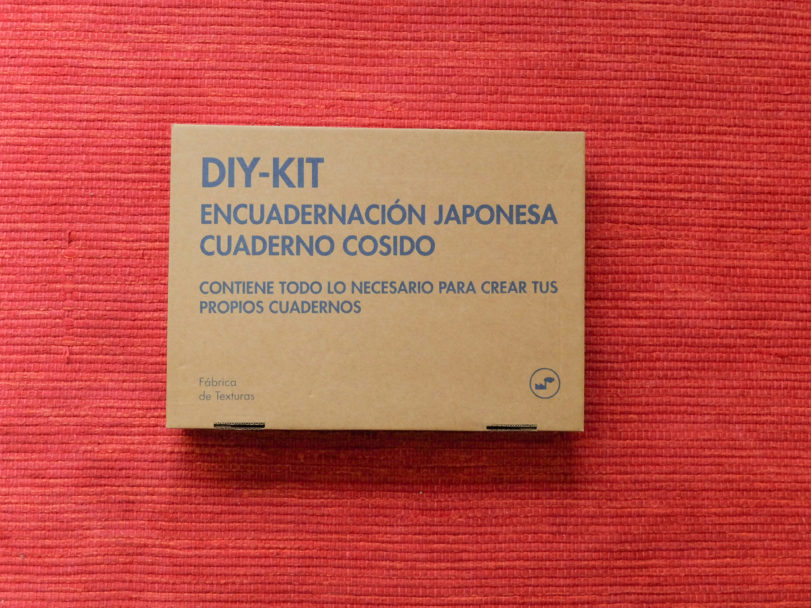 DIY-KIT
ENCUADERNACIÓN JAPONESA
CUADERNO COSIDO
CONTIENE TODO LO NECESARIO PARA CREAR TUS
PROPIOS CUADERNOS
Fábrica
de Texturas